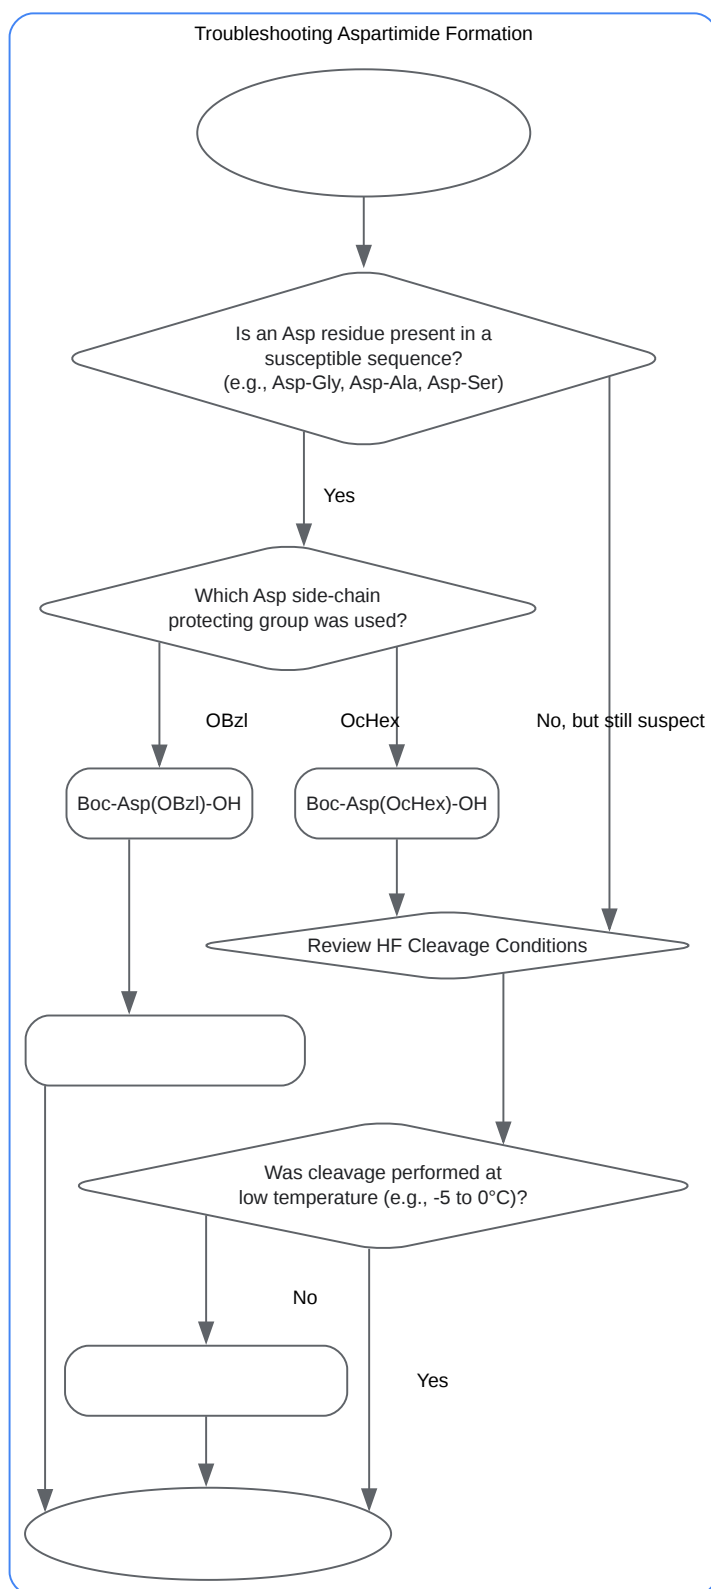 Troubleshooting Aspartimide Formation
Is an Asp residue present in a
susceptible sequence?
(e.g., Asp-Gly, Asp-Ala, Asp-Ser)
Yes
Which Asp side-chain
protecting group was used?
OBzl
OcHex
No, but still suspect
Boc-Asp(OBzl)-OH
Boc-Asp(OcHex)-OH
Review HF Cleavage Conditions
Was cleavage performed at
low temperature (e.g., -5 to 0°C)?
No
Yes